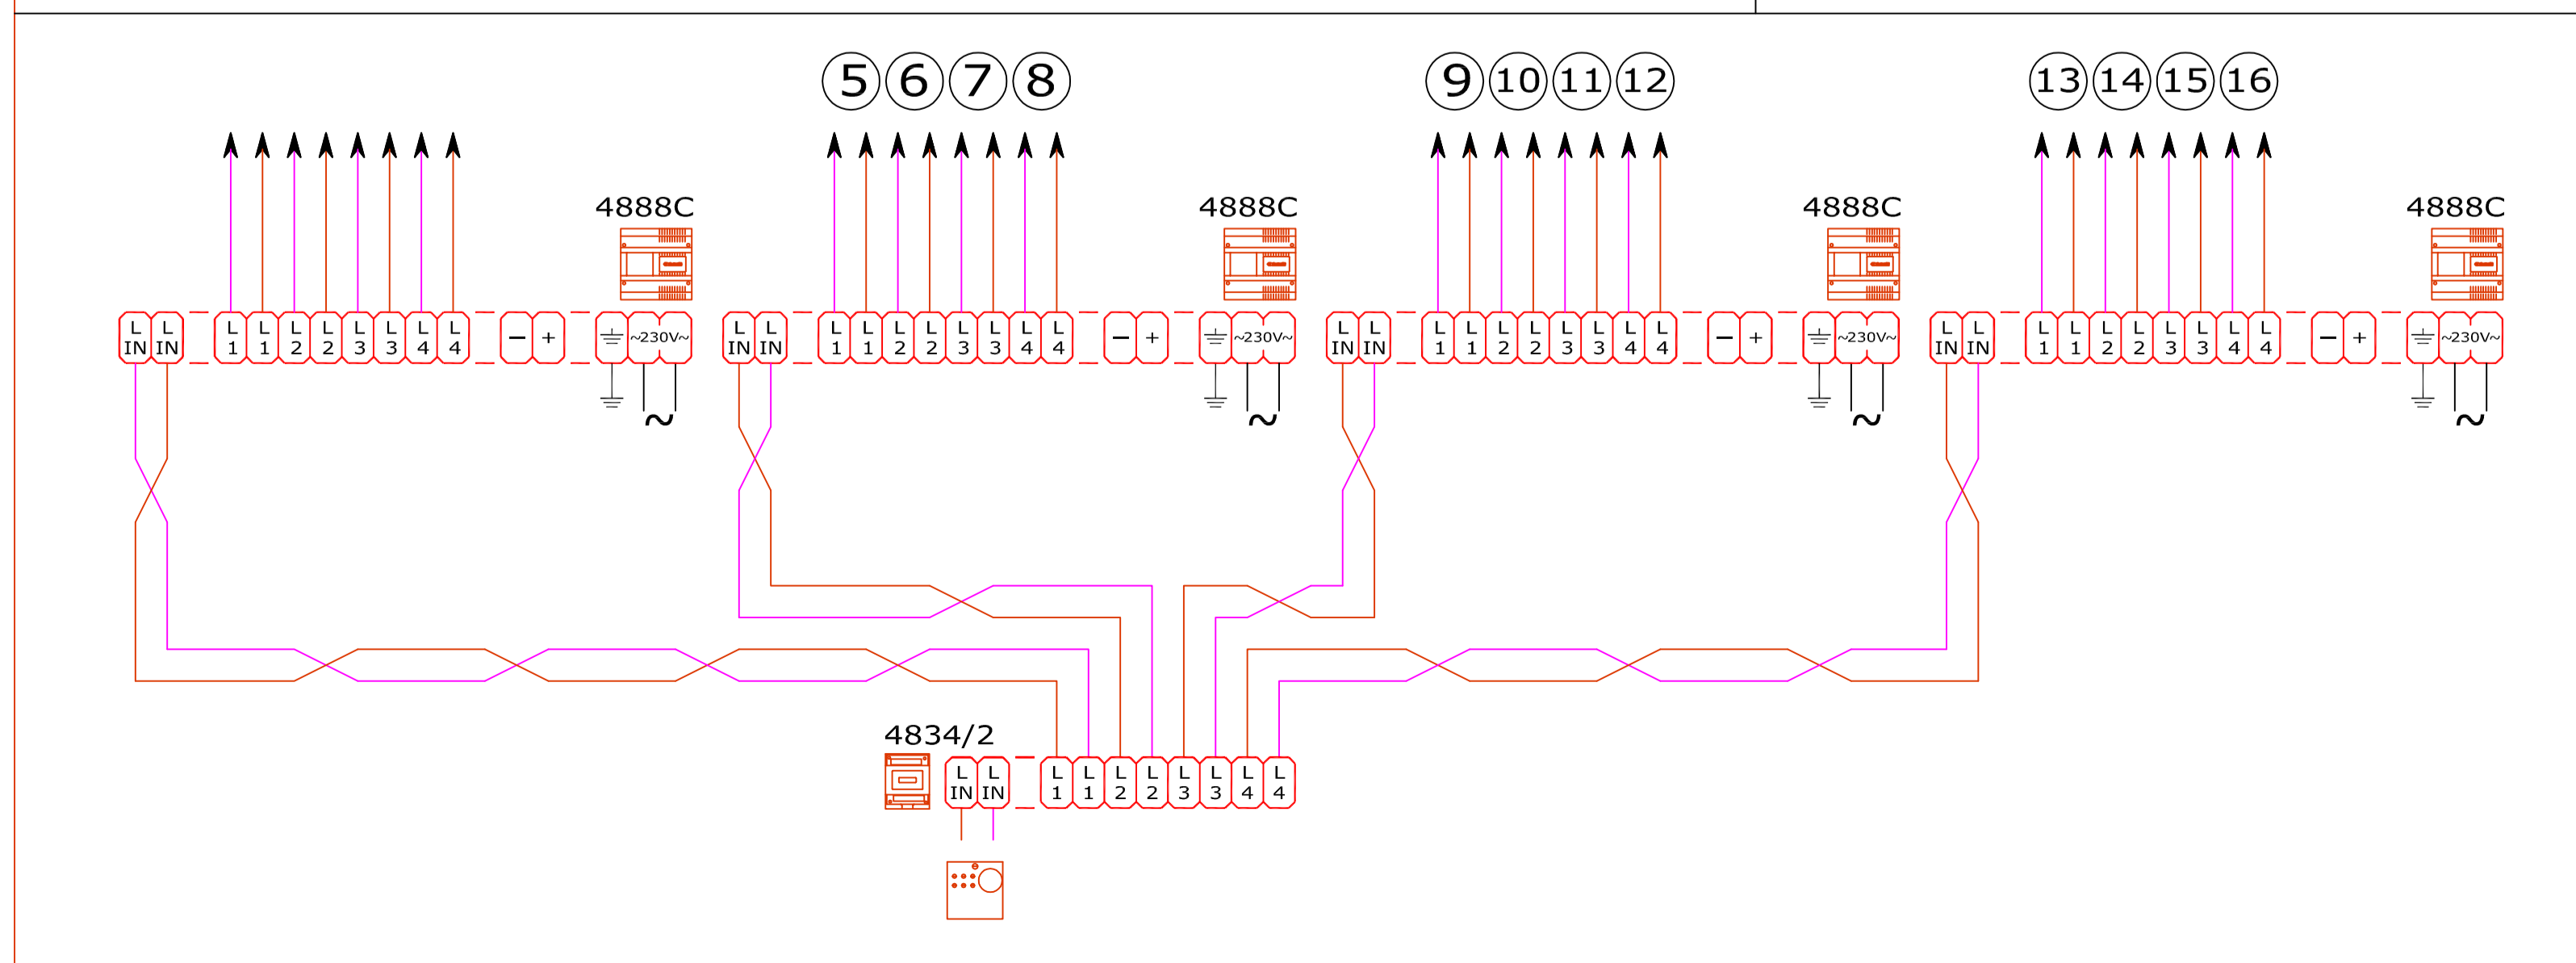 5 6 7 8 9 10 11 12 13 14 15 16
4888C 4888C 4888C 4888C
L L L L L L L L L L L L L L L L L L L L L L L L L L L L L L L L L L L L L L L L
IN IN 1 1 2 2 3 3 4 4 − + ~230V~ IN IN 1 1 2 2 3 3 4 4 − + ~230V~ IN IN 1 1 2 2 3 3 4 4 − + ~230V~ IN IN 1 1 2 2 3 3 4 4 − + ~230V~
~ ~ ~ ~
4834/2
L L L L L L L L L L
IN IN 1 1 2 2 3 3 4 4